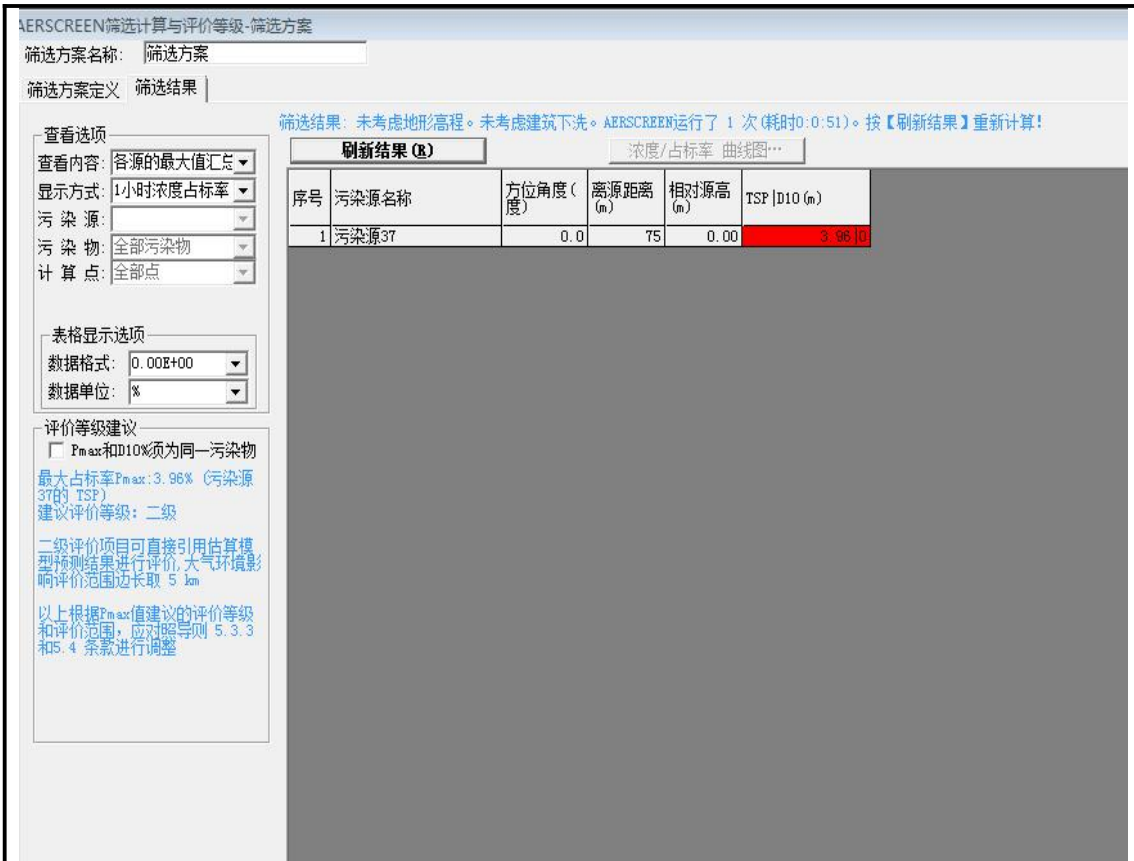 AERSCREEN筛选计算与评价等级-筛选方案
筛选方案名称: 筛选方案
筛选方案定义 筛选结果
筛选结果: 未考虑地形高程。未考虑建筑下洗。AERSCREEN运行了 1 次(耗时0:0:51)。按【刷新结果】重新计算!
查看选项
查看内容: 各源的最大值汇总
显示方式: 1小时浓度占标率
污 染 源:
污 染 物: 全部污染物
计 算 点: 全部点
刷新结果(R) 浓度/占标率 曲线图…
序号 污染源名称 方位角度(度) 离源距离(m) 相对源高(m) TSP|D10(m)
1 污染源37 0.0 75 0.00 3.96|0
表格显示选项
数据格式: 0.00E+00
数据单位: %
评价等级建议
Pmax和D10%须为同一污染物
最大占标率Pmax:3.96% (污染源
37的 TSP)
建议评价等级: 二级
二级评价项目可直接引用估算模
型预测结果进行评价,大气环境影
响评价范围边长取 5 km
以上根据Pmax值建议的评价等级
和评价范围, 应对照导则 5.3.3
和5.4 条款进行调整